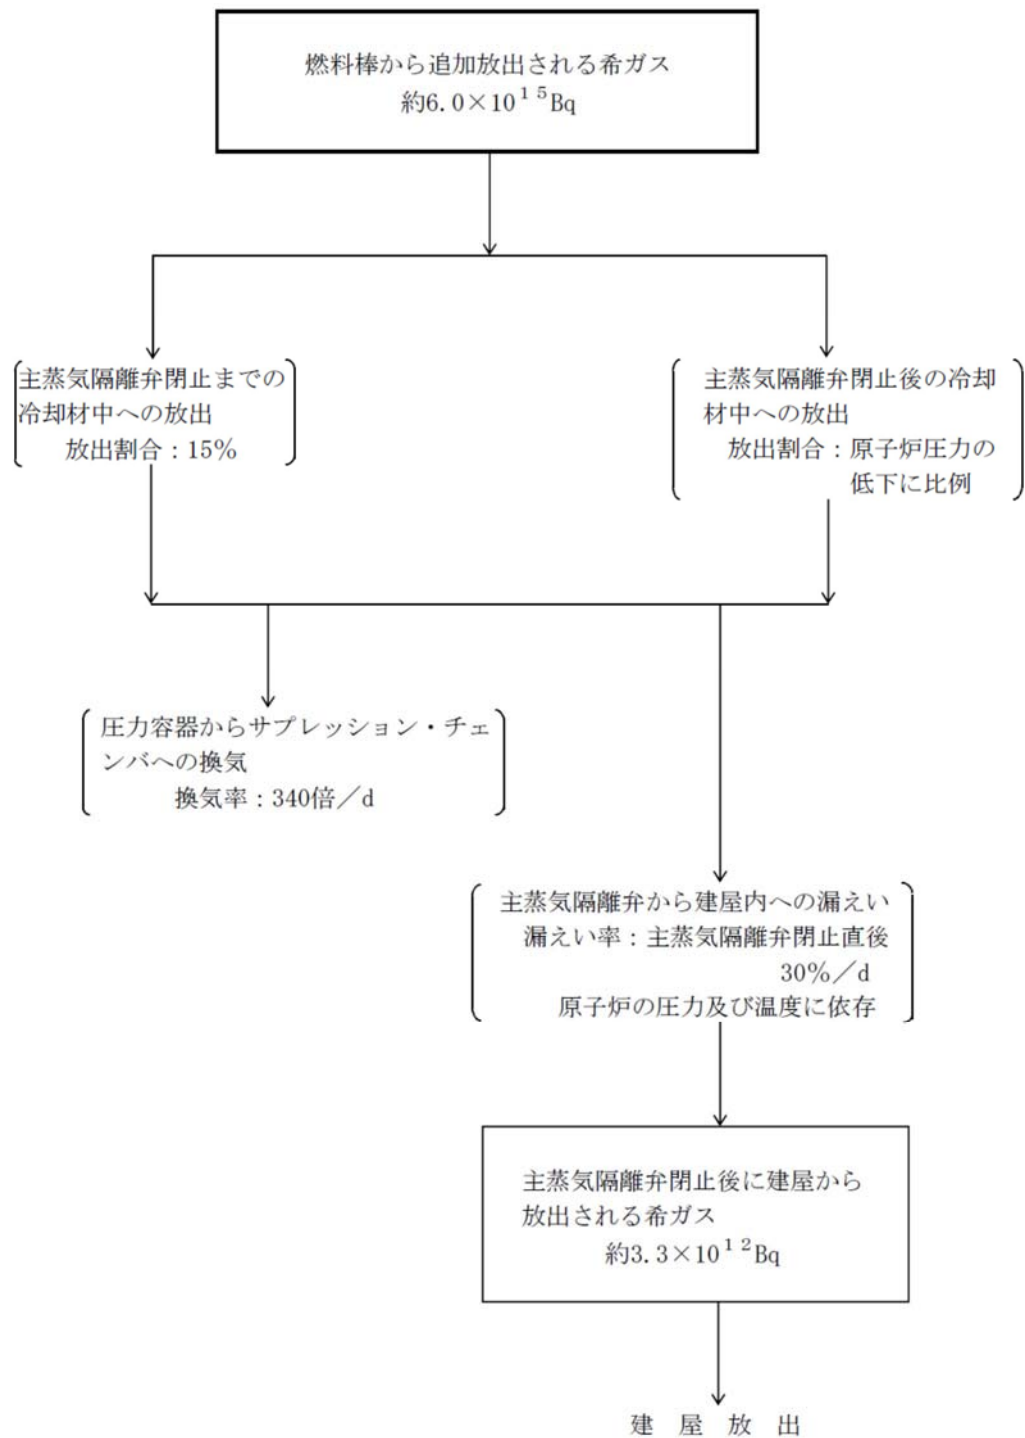 燃料棒から追加放出される希ガス
約6.0×10¹⁵Bq
主蒸気隔離弁閉止までの
冷却材中への放出
放出割合：15％
主蒸気隔離弁閉止後の冷却
材中への放出
放出割合：原子炉圧力の
低下に比例
圧力容器からサプレッション・チェ
ンバへの換気
換気率：340倍／d
主蒸気隔離弁から建屋内への漏えい
漏えい率：主蒸気隔離弁閉止直後
30％／d
原子炉の圧力及び温度に依存
主蒸気隔離弁閉止後に建屋から
放出される希ガス
約3.3×10¹²Bq
建　屋　放　出